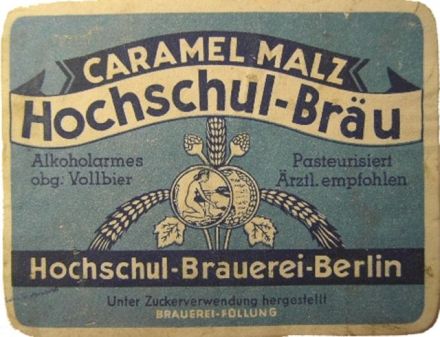 CARAMEL MALZ
Hochschul-Bräu
Alkoholarmes
obg. Vollbier
Pasteurisiert
Ärztl. empfohlen
Hochschul-Brauerei-Berlin
Unter Zuckerverwendung hergestellt
BRAUEREI-FÜLLUNG